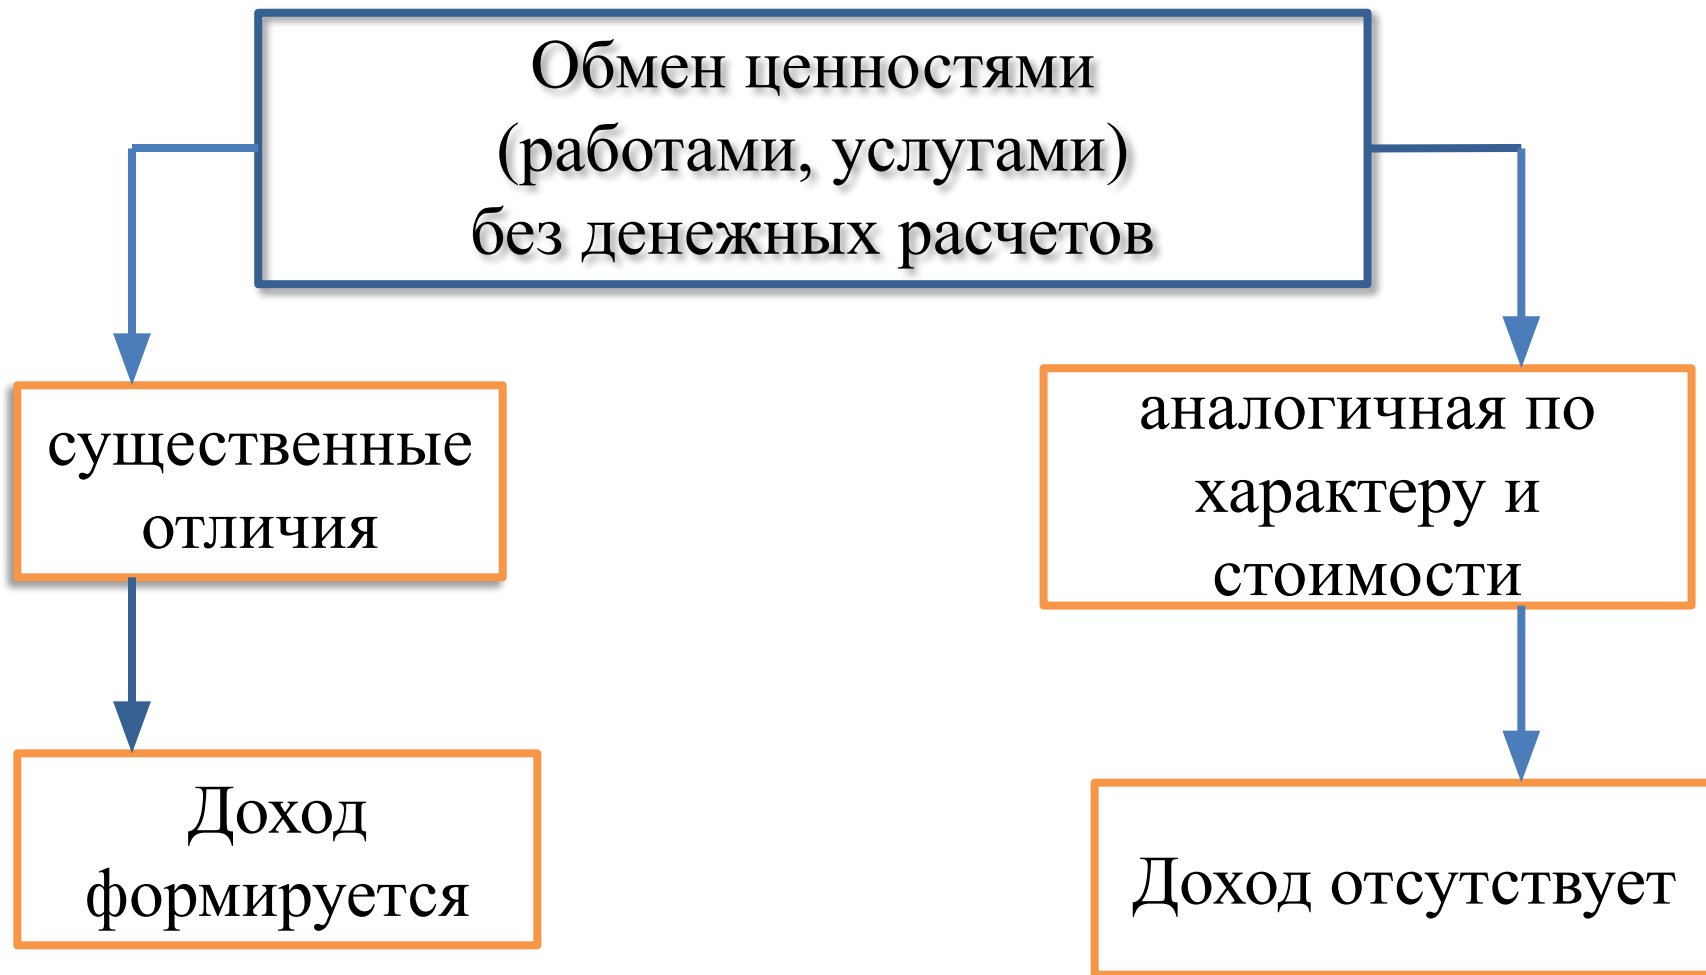 Обмен ценностями
(работами, услугами)
без денежных расчетов
существенные
отличия
аналогичная по
характеру и
стоимости
Доход
формируется
Доход отсутствует